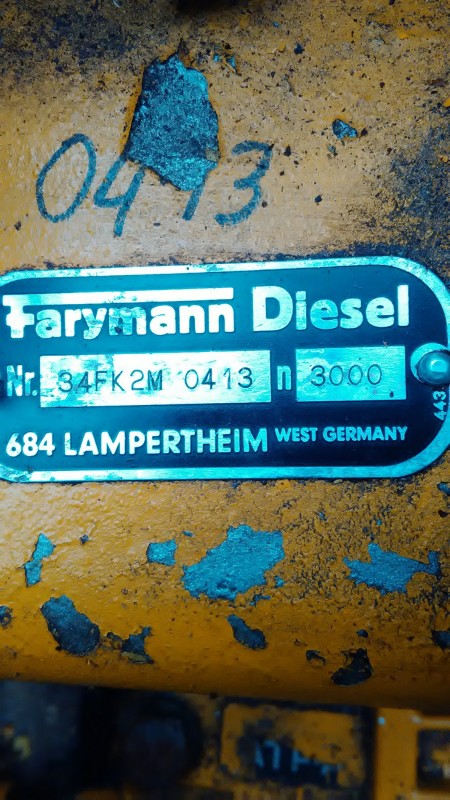 0413
Farymann Diesel
Nr. 34FK2M 0413 n 3000
684 LAMPERTHEIM WEST GERMANY
443